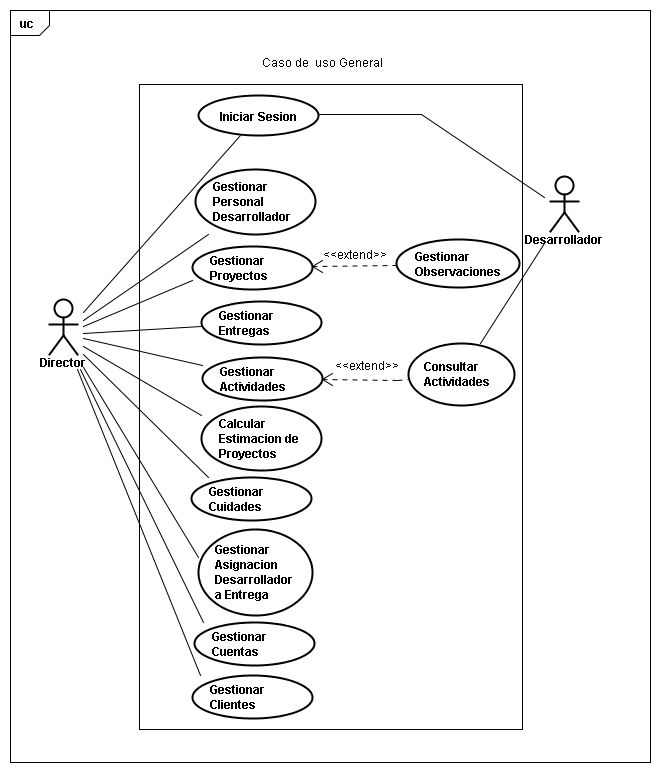 uc
Caso de uso General
Iniciar Sesion
Gestionar
Personal
Desarrollador
Desarrollador
Gestionar
Proyectos
<<extend>>
Gestionar
Observaciones
Gestionar
Entregas
Director
Gestionar
Actividades
<<extend>>
Consultar
Actividades
Calcular
Estimacion de
Proyectos
Gestionar
Cuidades
Gestionar
Asignacion
Desarrollador
a Entrega
Gestionar
Cuentas
Gestionar
Clientes